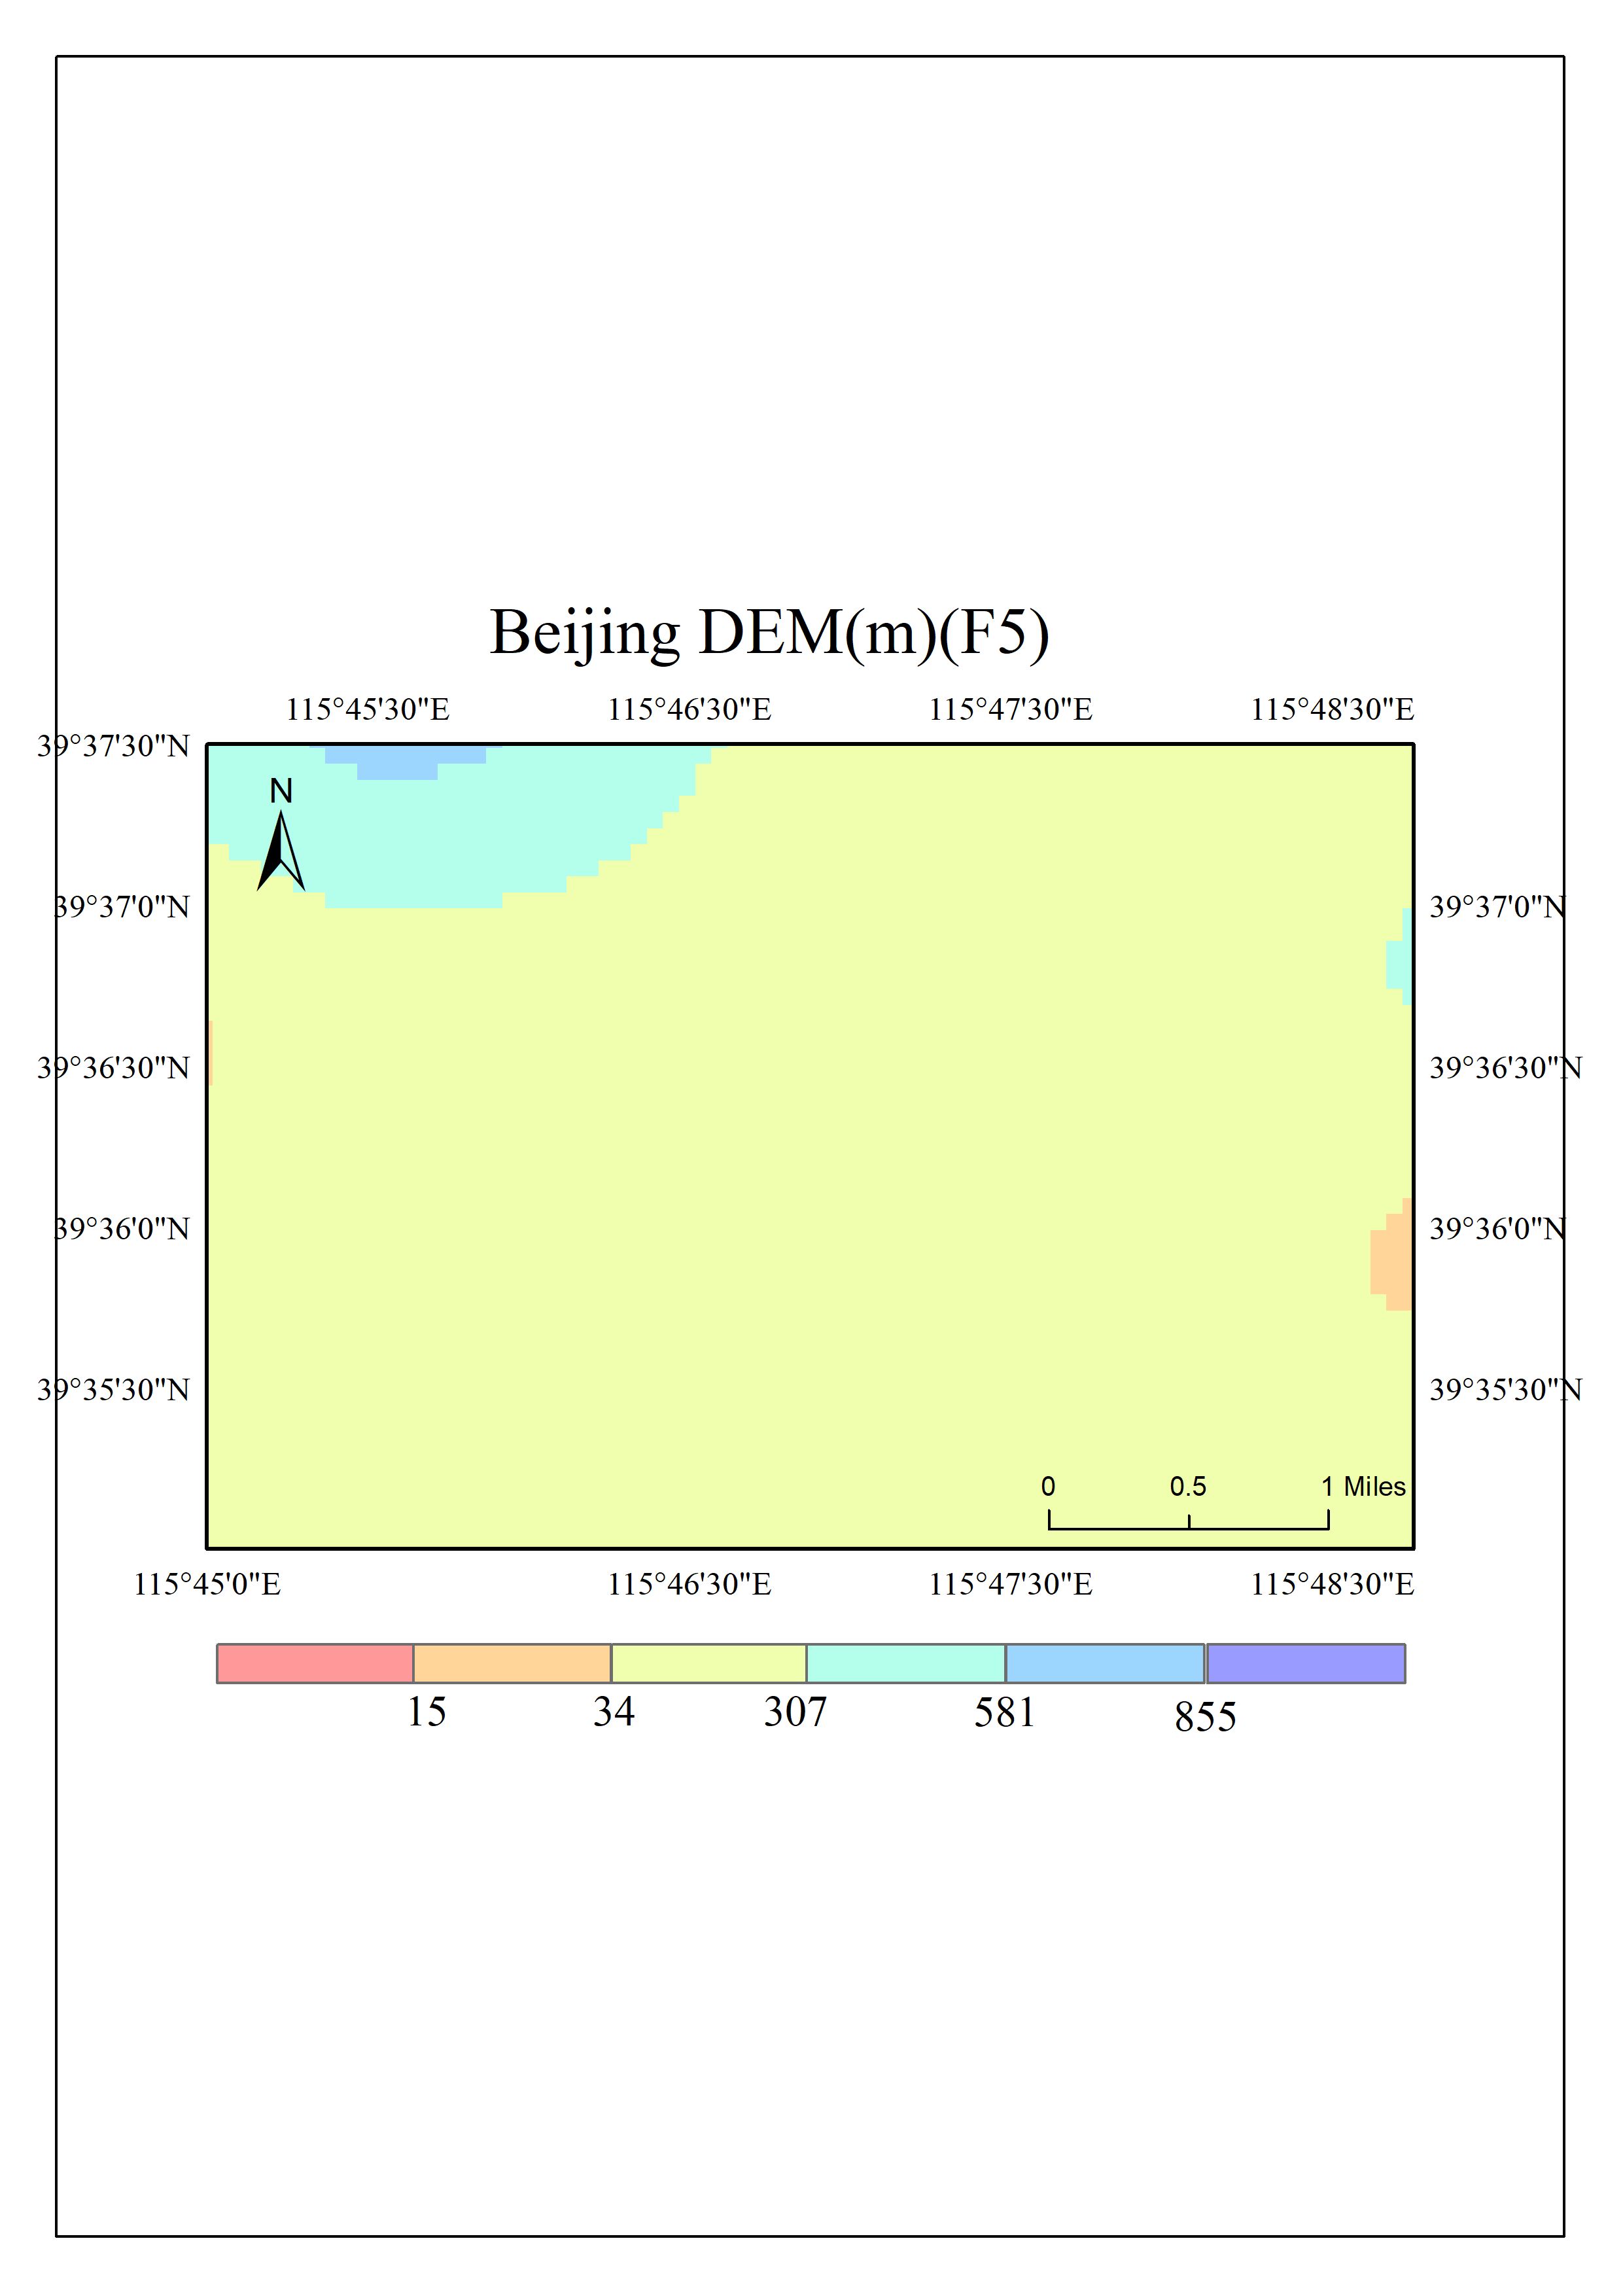 Beijing DEM(m)(F5)
115°45'30"E 115°46'30"E 115°47'30"E 115°48'30"E
39°37'30"N
N
39°37'0"N 39°37'0"N
39°36'30"N 39°36'30"N
39°36'0"N 39°36'0"N
39°35'30"N 39°35'30"N
0 0.5 1 Miles
115°45'0"E 115°46'30"E 115°47'30"E 115°48'30"E
15 34 307 581 855